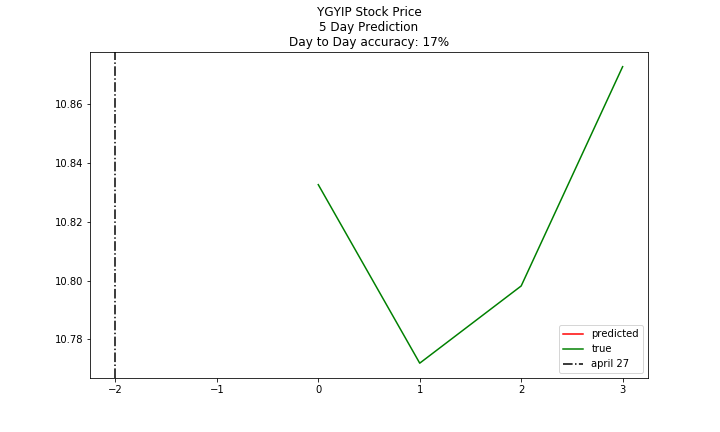 YGYIP Stock Price
5 Day Prediction
Day to Day accuracy: 17%
10.86
10.84
10.82
10.80
10.78
−2
−1
0
1
2
3
predicted
true
april 27